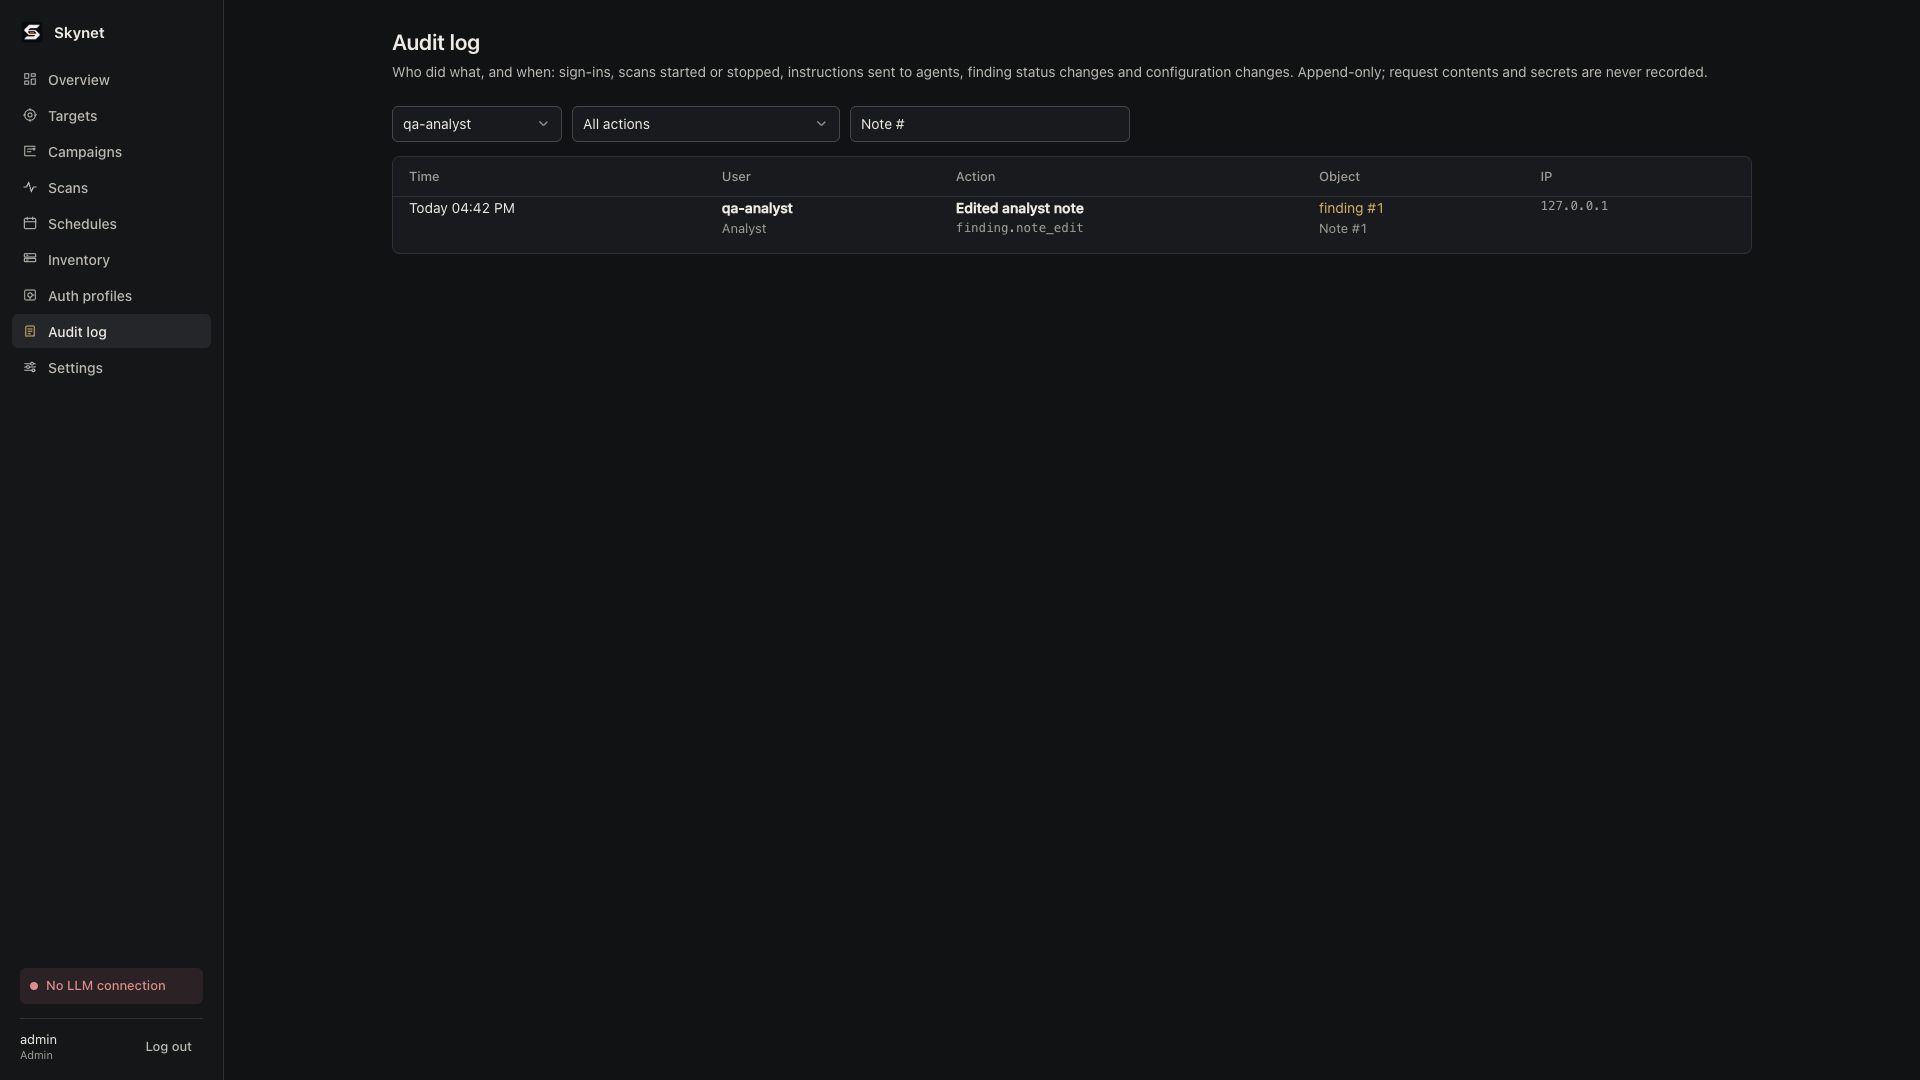 Skynet
Overview
Targets
Campaigns
Scans
Schedules
Inventory
Auth profiles
Audit log
Settings
No LLM connection
admin
Admin
Log out
Audit log
Who did what, and when: sign-ins, scans started or stopped, instructions sent to agents, finding status changes and configuration changes. Append-only; request contents and secrets are never recorded.
qa-analyst
All actions
Note #
Time User Action Object IP
Today 04:42 PM qa-analyst Edited analyst note finding #1 127.0.0.1
Analyst finding.note_edit Note #1